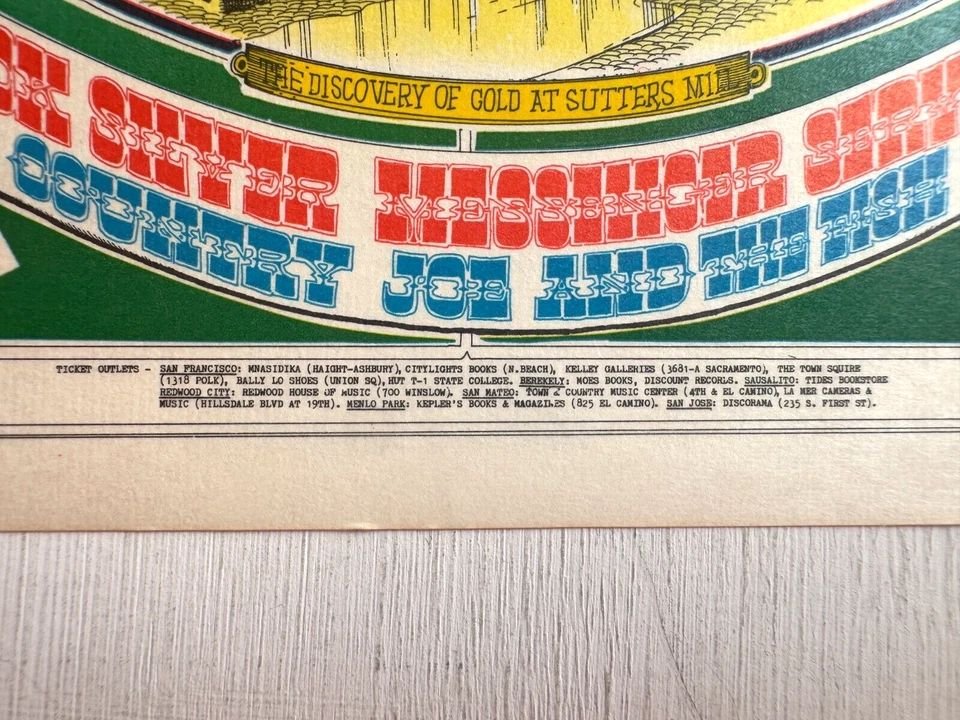 THE DISCOVERY OF GOLD AT SUTTERS MILL
SILVER MESSENGER
COUNTRY JOE AND THE FISH
TICKET OUTLETS - SAN FRANCISCO: MNASIDIKA (HAIGHT-ASHBURY), CITYLIGHTS BOOKS (N.BEACH), KELLEY GALLERIES (3681-A SACRAMENTO), THE TOWN SQUIRE
(1318 POLK), BALLY LO SHOES (UNION SQ), HUT T-1 STATE COLLEGE. BEREKELY: MOES BOOKS, DISCOUNT RECORDS. SAUSALITO: TIDES BOOKSTORE
REDWOOD CITY: REDWOOD HOUSE OF MUSIC (700 WINSLOW). SAN MATEO: TOWN & COUNTRY MUSIC CENTER (4TH & EL CAMINO), LA MER CAMERAS &
MUSIC (HILLSDALE BLVD AT 19TH). MENLO PARK: KEPLER'S BOOKS & MAGAZINES (825 EL CAMINO). SAN JOSE: DISCORAMA (235 S. FIRST ST).